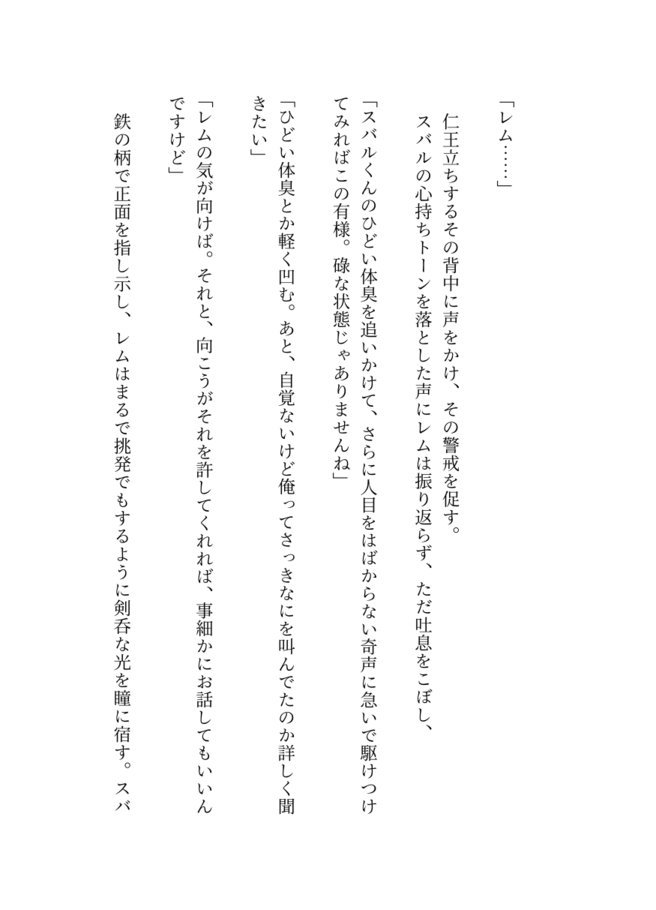 「レム……」
仁王立ちするその背中に声をかけ、その警戒を促す。
スバルの心持ちトーンを落とした声にレムは振り返らず、ただ吐息をこぼし、
「スバルくんのひどい体臭を追いかけて、さらに人目をはばからない奇声に急いで駆けつけ
てみればこの有様。碌な状態じゃありませんね」
「ひどい体臭とか軽く凹む。あと、自覚ないけど俺ってさっきなにを叫んでたのか詳しく聞
きたい」
「レムの気が向けば。それと、向こうがそれを許してくれれば、事細かにお話してもいいん
ですけど」
鉄の柄で正面を指し示し、レムはまるで挑発でもするように剣呑な光を瞳に宿す。スバ